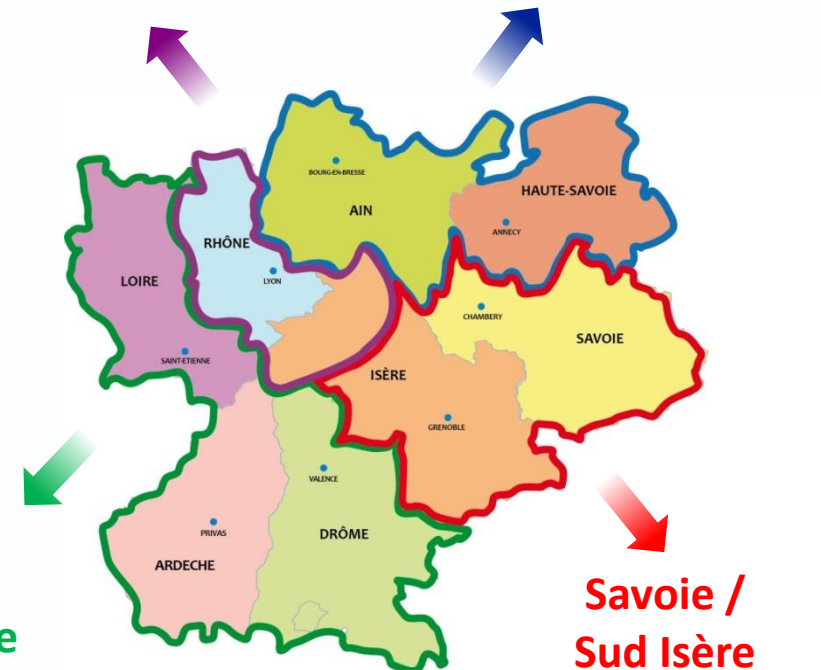 BOURG-EN-BRESSE
HAUTE-SAVOIE
AIN
ANNECY
RHÔNE
LYON
LOIRE
CHAMBERY
SAVOIE
SAINT-ETIENNE
ISÈRE
GRENOBLE
VALENCE
PRIVAS
DRÔME
ARDECHE
Savoie /
Sud Isère
e